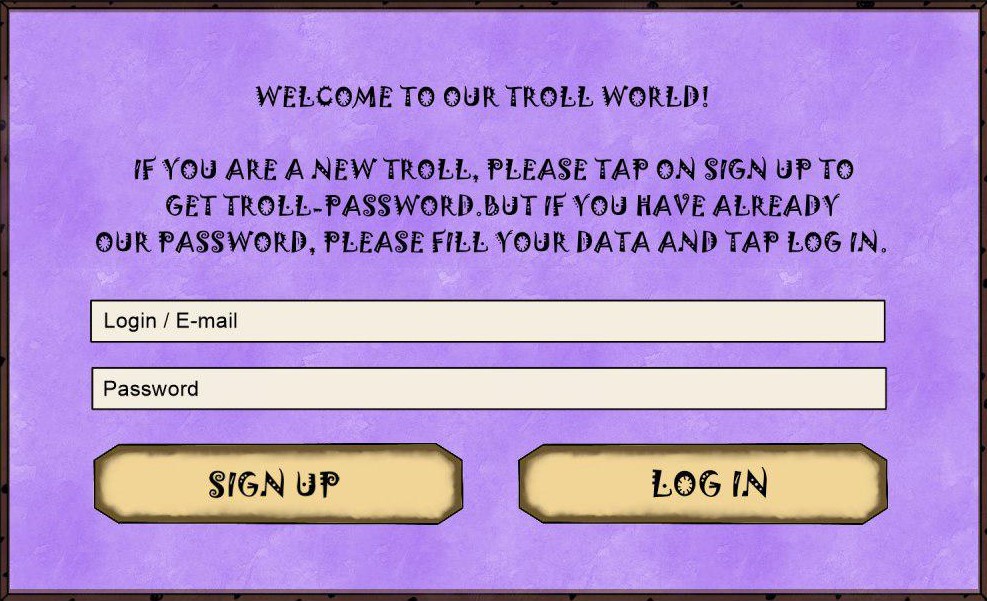 WELCOME TO OUR TROLL WORLD!
IF YOU ARE A NEW TROLL, PLEASE TAP ON SIGN UP TO
GET TROLL-PASSWORD.BUT IF YOU HAVE ALREADY
OUR PASSWORD, PLEASE FILL YOUR DATA AND TAP LOG IN.
Login / E-mail
Password
SIGN UP
LOG IN